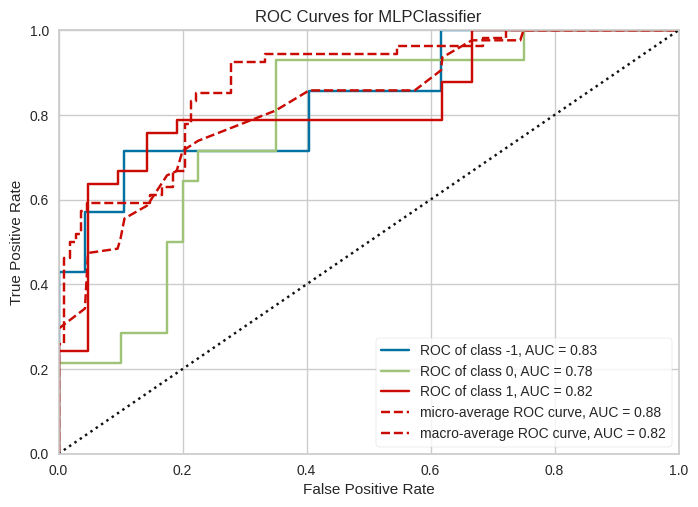 ROC Curves for MLPClassifier
1.0
0.8
0.6
0.4
0.2
0.0
True Positive Rate
ROC of class -1, AUC = 0.83
ROC of class 0, AUC = 0.78
ROC of class 1, AUC = 0.82
micro-average ROC curve, AUC = 0.88
macro-average ROC curve, AUC = 0.82
0.0 0.2 0.4 0.6 0.8 1.0
False Positive Rate